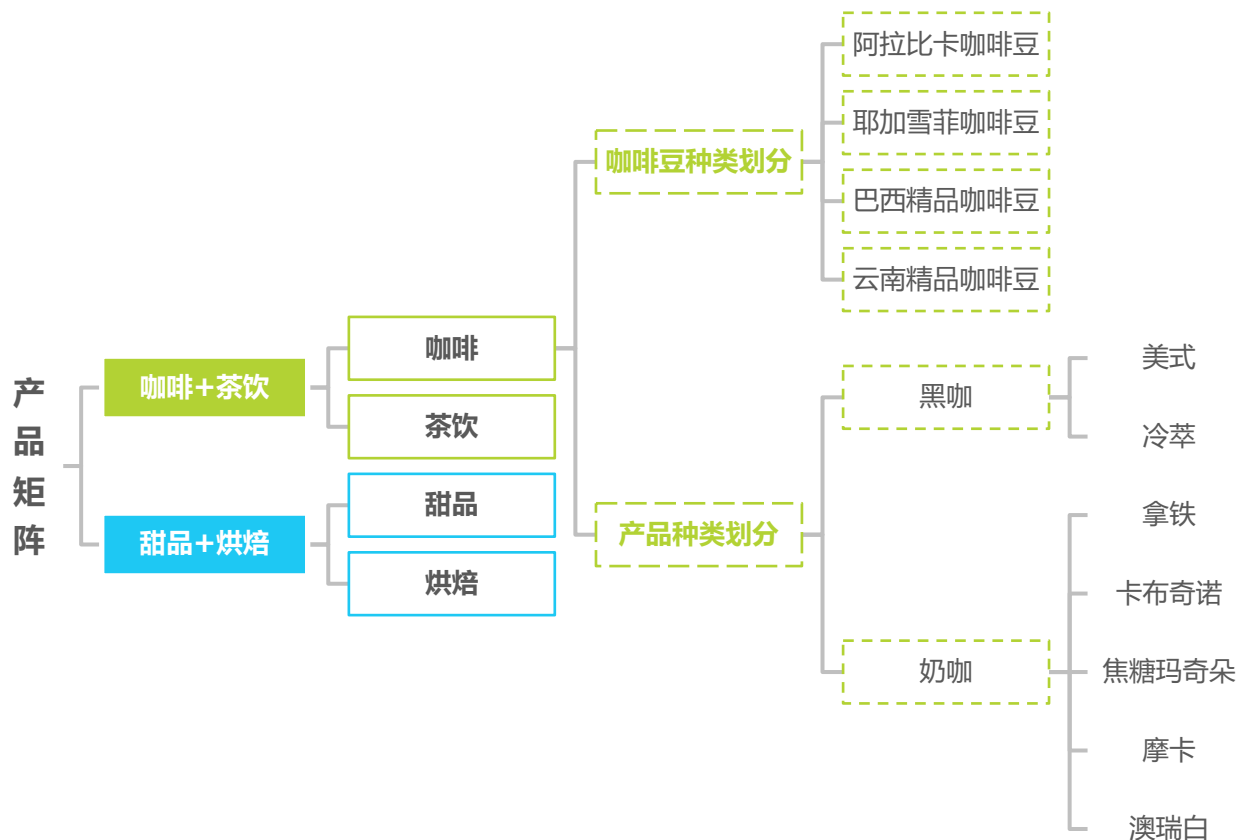 产品矩阵
咖啡+茶饮
咖啡
咖啡豆种类划分
阿拉比卡咖啡豆
耶加雪菲咖啡豆
巴西精品咖啡豆
云南精品咖啡豆
产品种类划分
黑咖
美式
冷萃
奶咖
拿铁
卡布奇诺
焦糖玛奇朵
摩卡
澳瑞白
茶饮
甜品+烘焙
甜品
烘焙